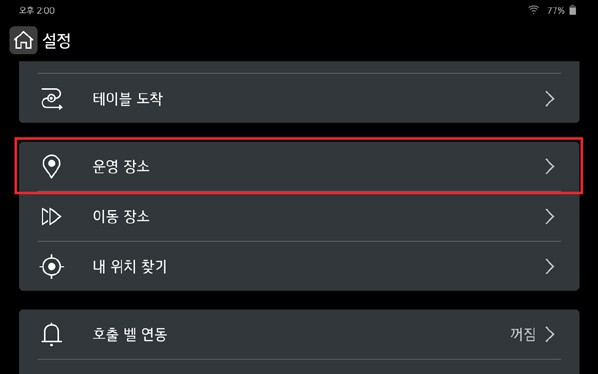 오후 2:00
77%
설정
테이블 도착
운영 장소
이동 장소
내 위치 찾기
호출 벨 연동 꺼짐